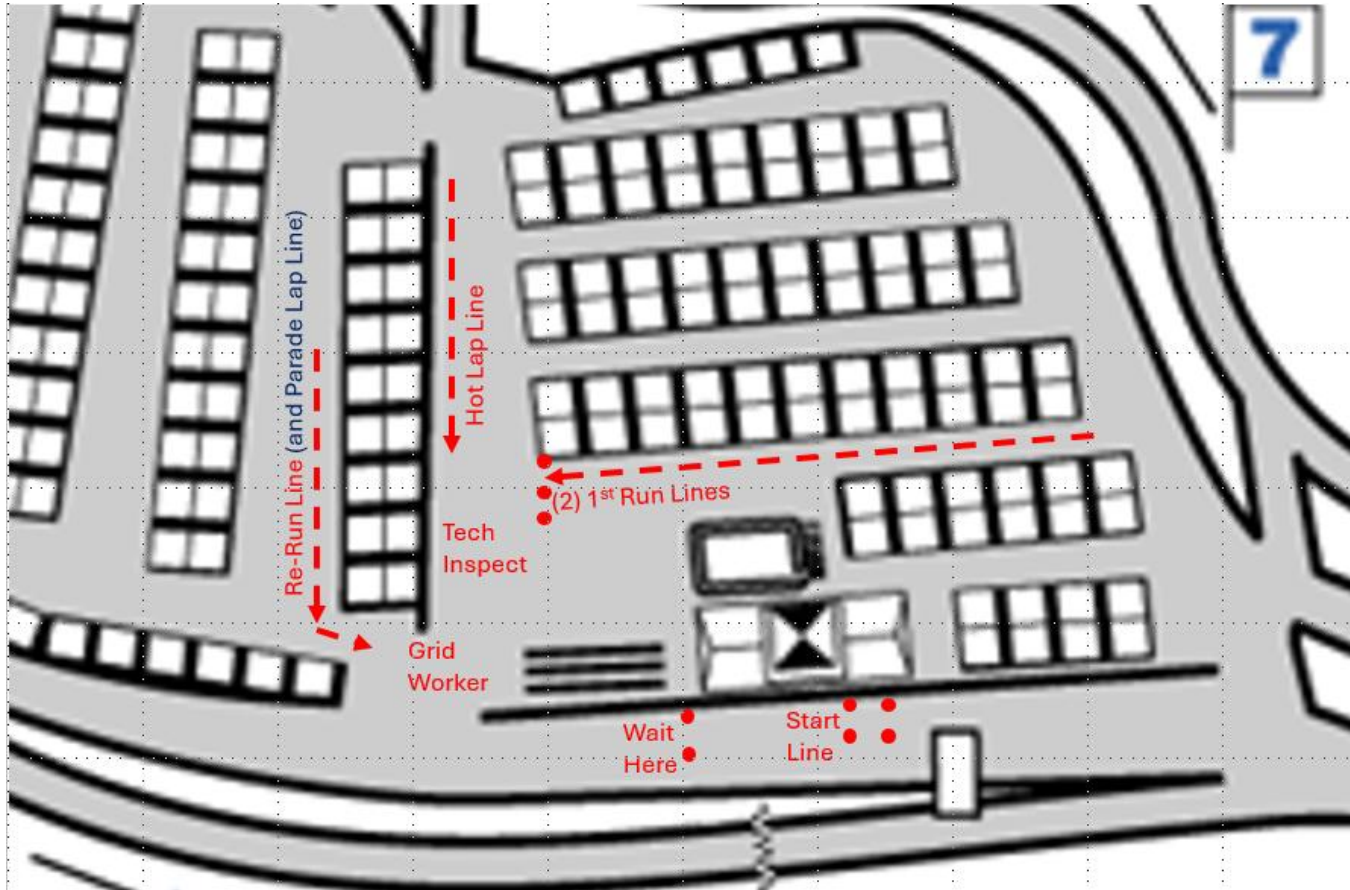 7
Re-Run Line (and Parade Lap Line)
Hot Lap Line
(2) 1st Run Lines
Tech
Inspect
Grid
Worker
Wait
Here
Start
Line